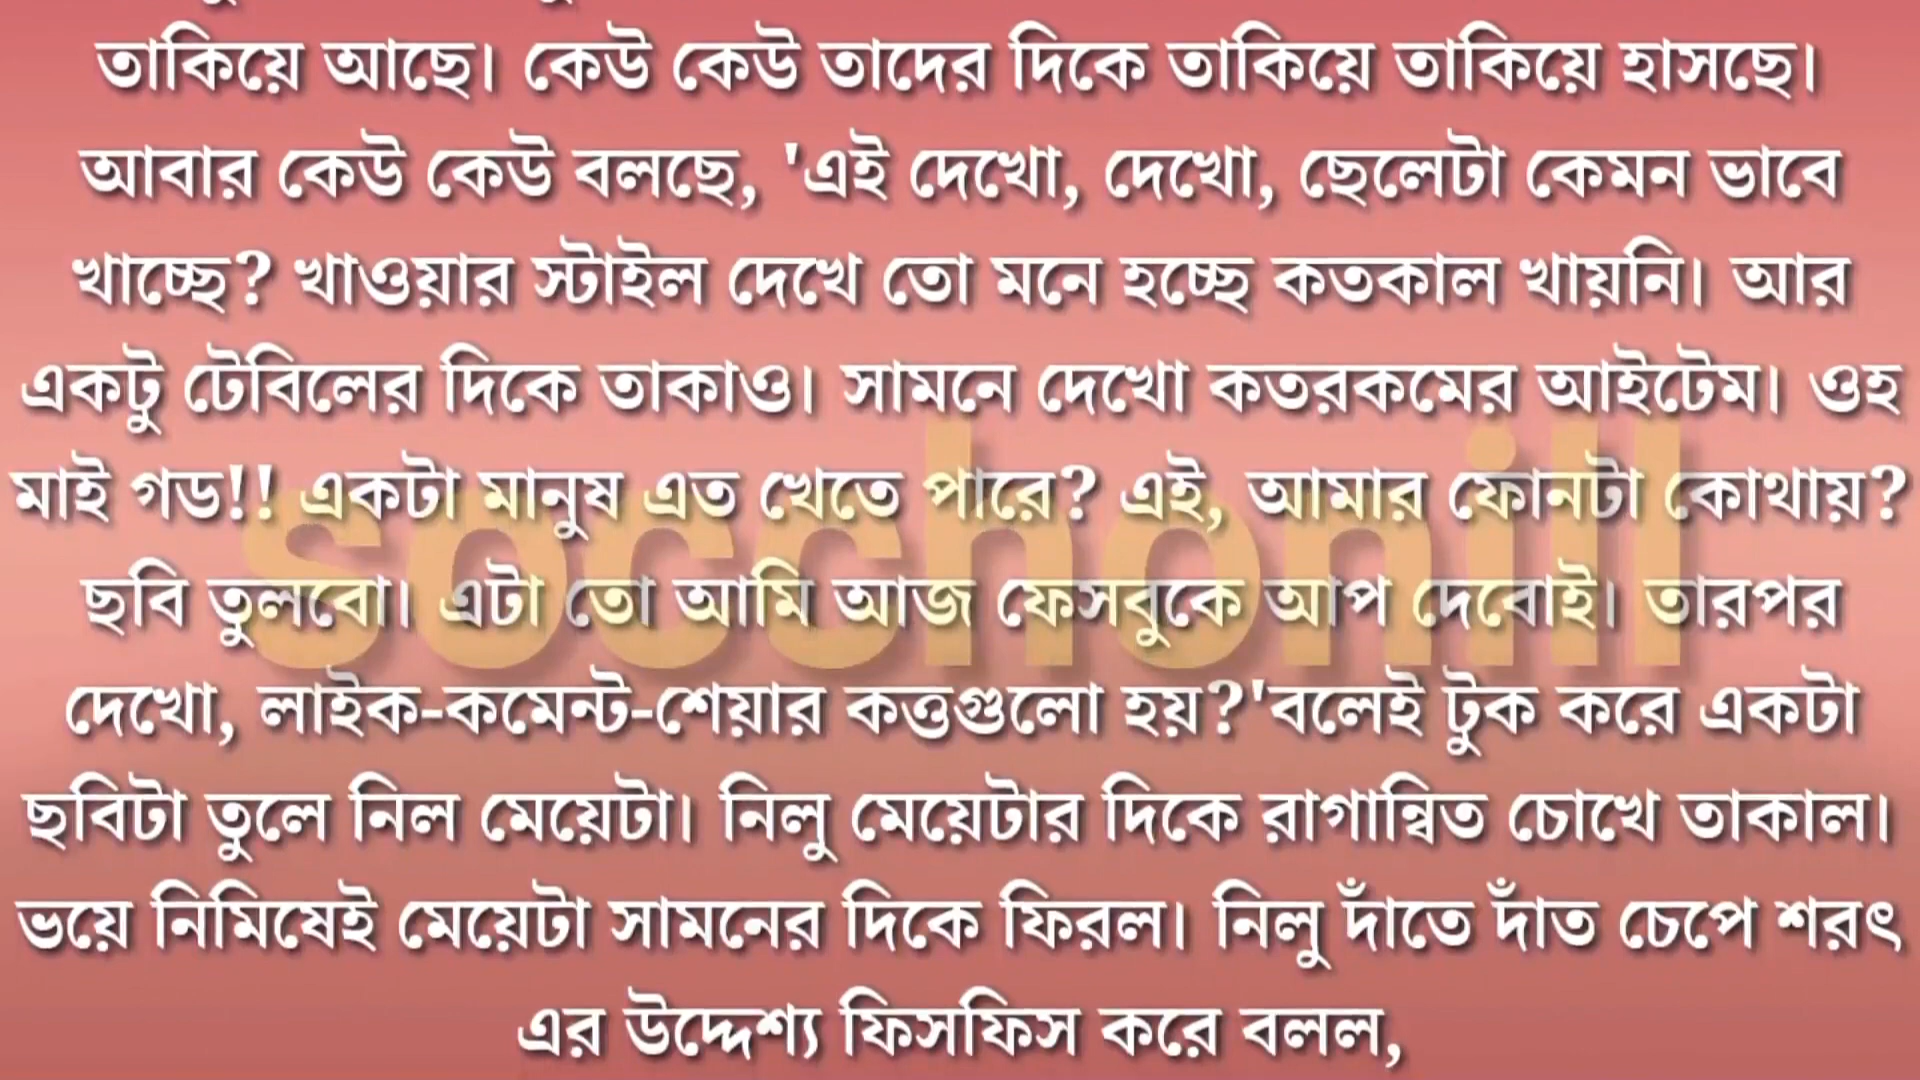 তাকিয়ে আছে। কেউ কেউ তাদের দিকে তাকিয়ে তাকিয়ে হাসছে।
আবার কেউ কেউ বলছে, 'এই দেখো, দেখো, ছেলেটা কেমন ভাবে
খাচ্ছে? খাওয়ার স্টাইল দেখে তো মনে হচ্ছে কতকাল খায়নি। আর
একটু টেবিলের দিকে তাকাও। সামনে দেখো কতরকমের আইটেম। ওহ
মাই গড!! একটা মানুষ এত খেতে পারে? এই, আমার ফোনটা কোথায়?
socchonill
ছবি তুলবো। এটা তো আমি আজ ফেসবুকে আপ দেবোই। তারপর
দেখো, লাইক-কমেন্ট-শেয়ার কত্তগুলো হয়?'বলেই টুক করে একটা
ছবিটা তুলে নিল মেয়েটা। নিলু মেয়েটার দিকে রাগান্বিত চোখে তাকাল।
ভয়ে নিমিষেই মেয়েটা সামনের দিকে ফিরল। নিলু দাঁতে দাঁত চেপে শরৎ
এর উদ্দেশ্য ফিসফিস করে বলল,